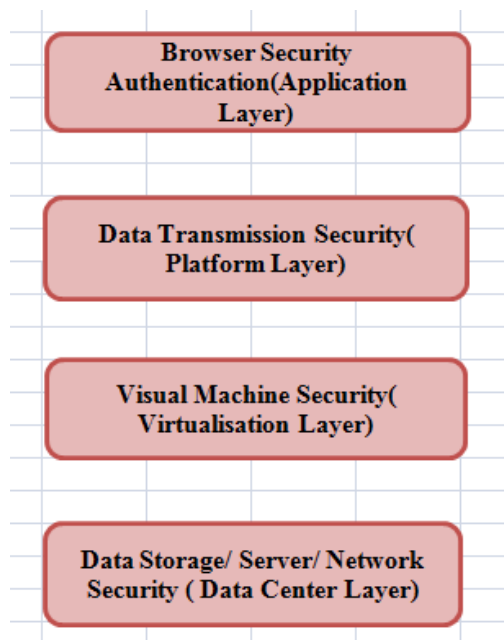 Browser Security
Authentication(Application
Layer)
Data Transmission Security(
Platform Layer)
Visual Machine Security(
Virtualisation Layer)
Data Storage/ Server/ Network
Security ( Data Center Layer)